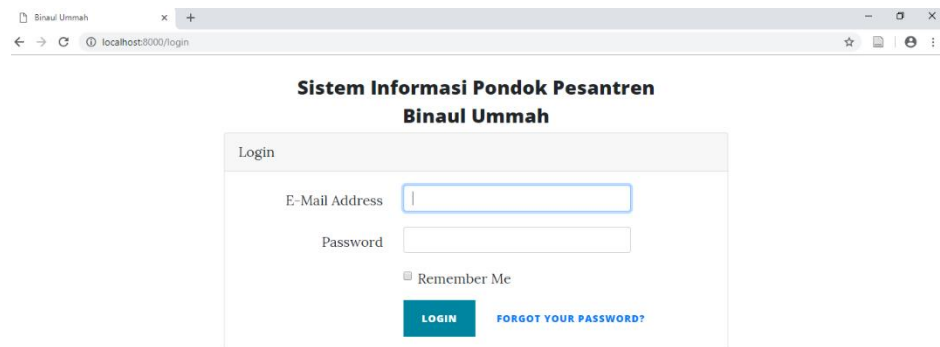 Binaul Ummah
localhost:8000/login
Sistem Informasi Pondok Pesantren
Binaul Ummah
Login
E-Mail Address
Password
Remember Me
LOGIN FORGOT YOUR PASSWORD?